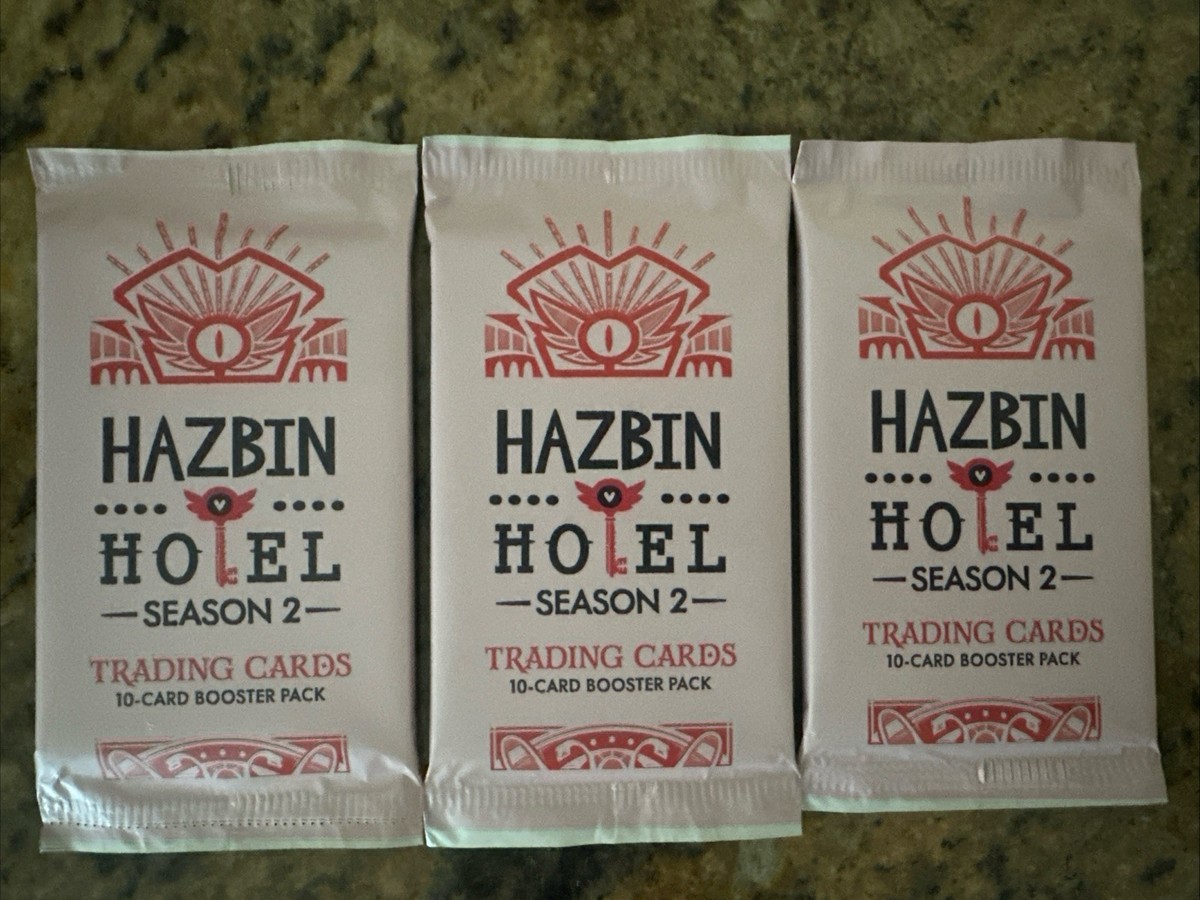 HAZBIN
HOTEL
SEASON 2
TRADING CARDS
10-CARD BOOSTER PACK
HAZBIN
HOTEL
SEASON 2
TRADING CARDS
10-CARD BOOSTER PACK
HAZBIN
HOTEL
SEASON 2
TRADING CARDS
10-CARD BOOSTER PACK